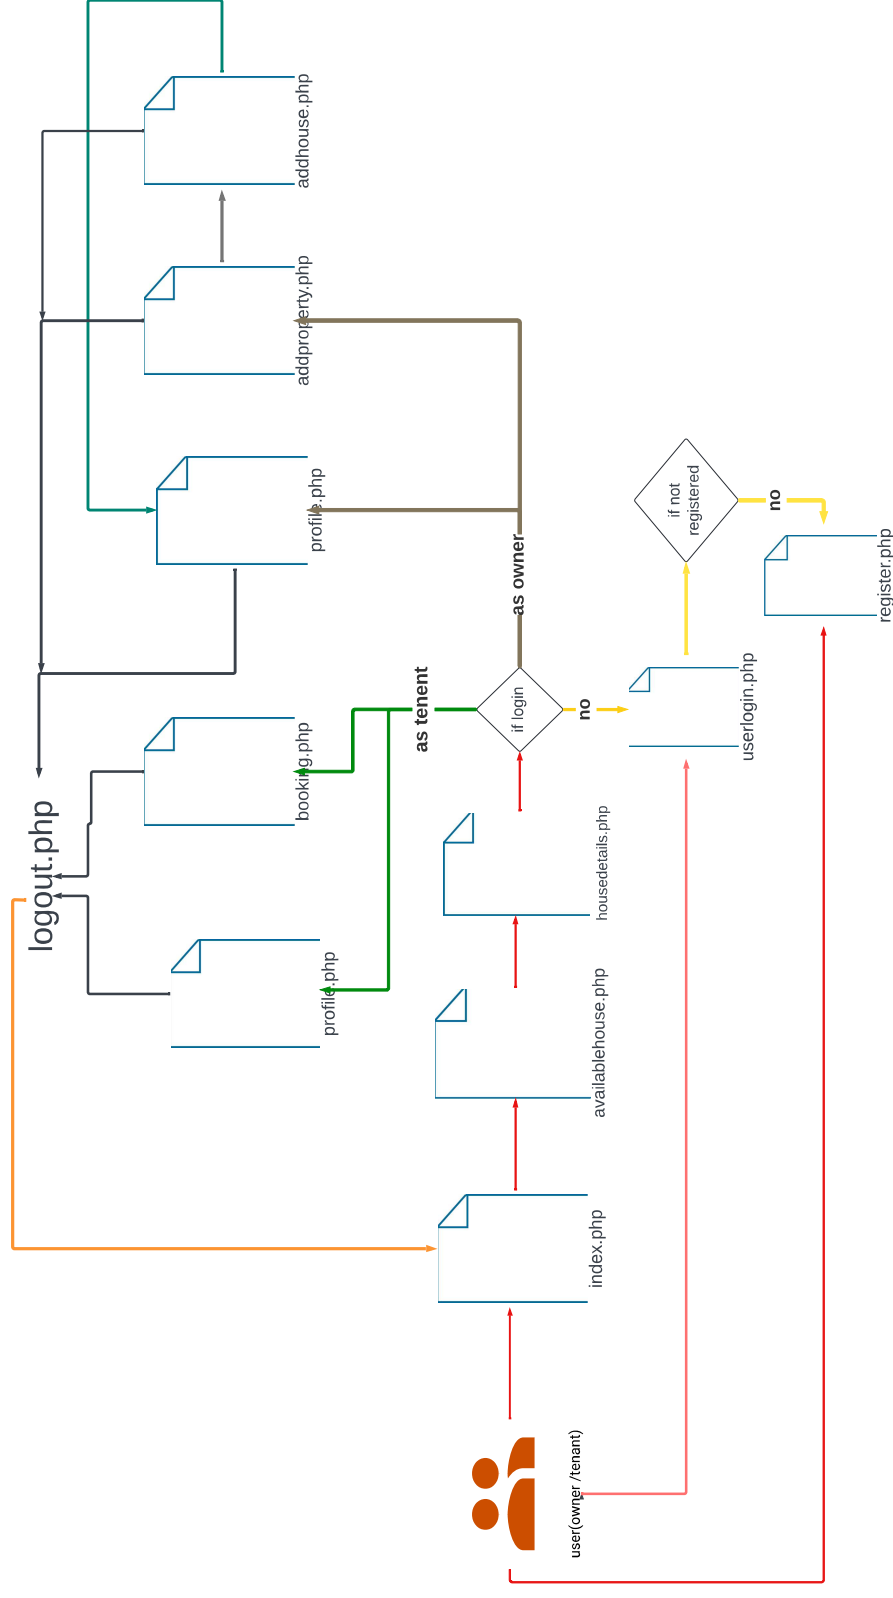 logout.php
profile.php
booking.php
profile.php
addproperty.php
addhouse.php
as tenent
as owner
user(owner /tenant)
index.php
availablehouse.php
housedetails.php
if login
no
userlogin.php
if not
registered
no
register.php